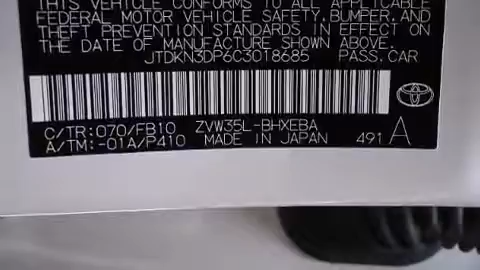 THIS VEHICLE CONFORMS TO ALL APPLICABLE
FEDERAL MOTOR VEHICLE SAFETY, BUMPER, AND
THEFT PREVENTION STANDARDS IN EFFECT ON
THE DATE OF MANUFACTURE SHOWN ABOVE.
JTDKN3DP6C3018685 PASS.CAR
C/TR:070/FB10 ZVW35L-BHXEBA
A/TM:-01A/P410 MADE IN JAPAN 491 A